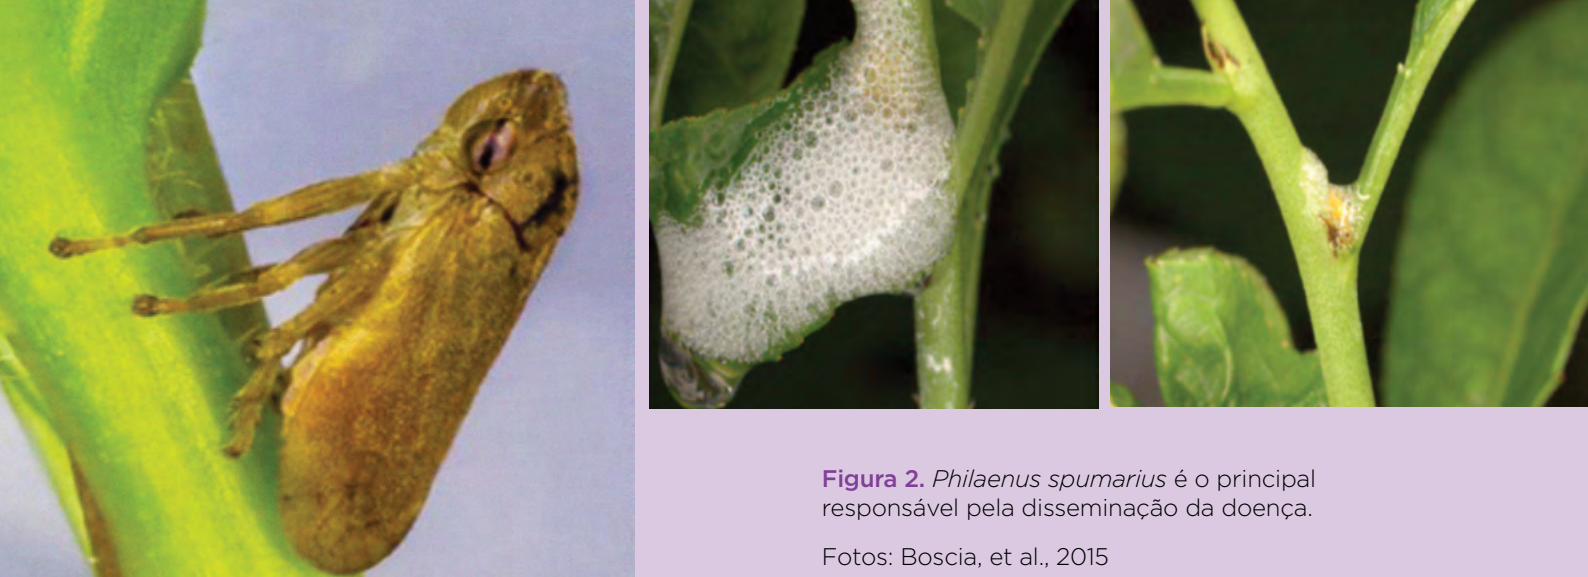 Figura 2. Philaenus spumarius é o principal
responsável pela disseminação da doença.
Fotos: Boscia, et al., 2015